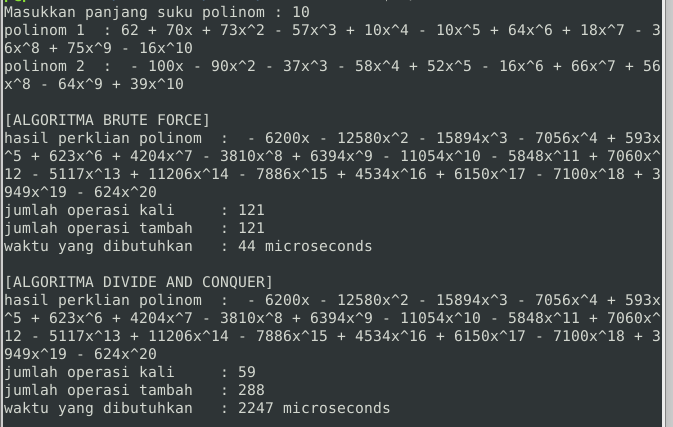 Masukkan panjang suku polinom : 10
polinom 1  : 62 + 70x + 73x^2 - 57x^3 + 10x^4 - 10x^5 + 64x^6 + 18x^7 - 3
6x^8 + 75x^9 - 16x^10
polinom 2  :  - 100x - 90x^2 - 37x^3 - 58x^4 + 52x^5 - 16x^6 + 66x^7 + 56
x^8 - 64x^9 + 39x^10

[ALGORITMA BRUTE FORCE]
hasil perklian polinom  :  - 6200x - 12580x^2 - 15894x^3 - 7056x^4 + 593x
^5 + 623x^6 + 4204x^7 - 3810x^8 + 6394x^9 - 11054x^10 - 5848x^11 + 7060x^
12 - 5117x^13 + 11206x^14 - 7886x^15 + 4534x^16 + 6150x^17 - 7100x^18 + 3
949x^19 - 624x^20
jumlah operasi kali     : 121
jumlah operasi tambah   : 121
waktu yang dibutuhkan   : 44 microseconds

[ALGORITMA DIVIDE AND CONQUER]
hasil perklian polinom  :  - 6200x - 12580x^2 - 15894x^3 - 7056x^4 + 593x
^5 + 623x^6 + 4204x^7 - 3810x^8 + 6394x^9 - 11054x^10 - 5848x^11 + 7060x^
12 - 5117x^13 + 11206x^14 - 7886x^15 + 4534x^16 + 6150x^17 - 7100x^18 + 3
949x^19 - 624x^20
jumlah operasi kali     : 59
jumlah operasi tambah   : 288
waktu yang dibutuhkan   : 2247 microseconds